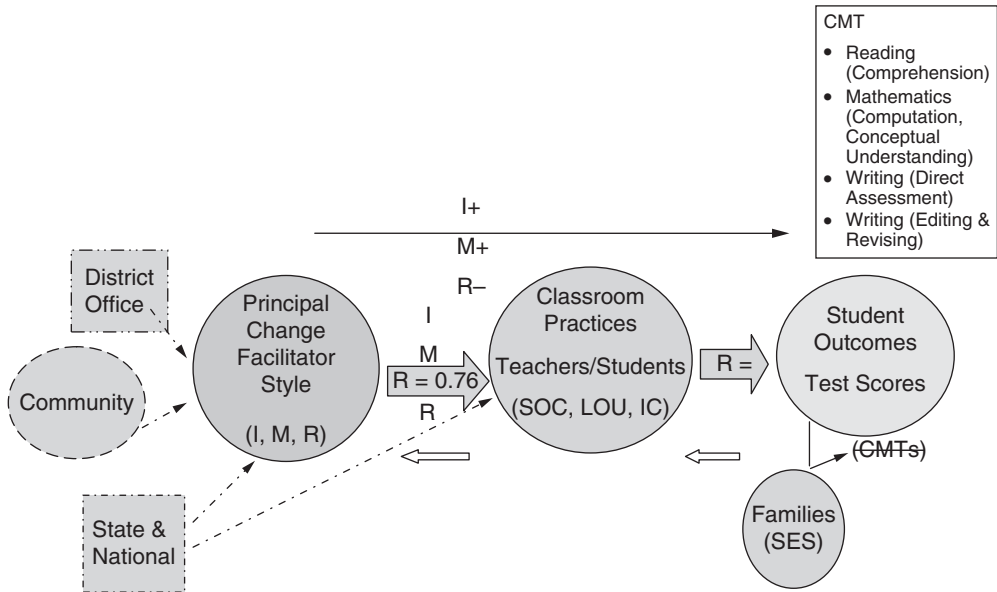 CMT
• Reading
(Comprehension)
• Mathematics
(Computation,
Conceptual
Understanding)
• Writing (Direct
Assessment)
• Writing (Editing &
Revising)
I+
M+
R–
District
Office
Community
State &
National
Principal
Change
Facilitator
Style
(I, M, R)
I
M
R = 0.76
R
Classroom
Practices
Teachers/Students
(SOC, LOU, IC)
R =
Student
Outcomes
Test Scores
(CMTs)
Families
(SES)